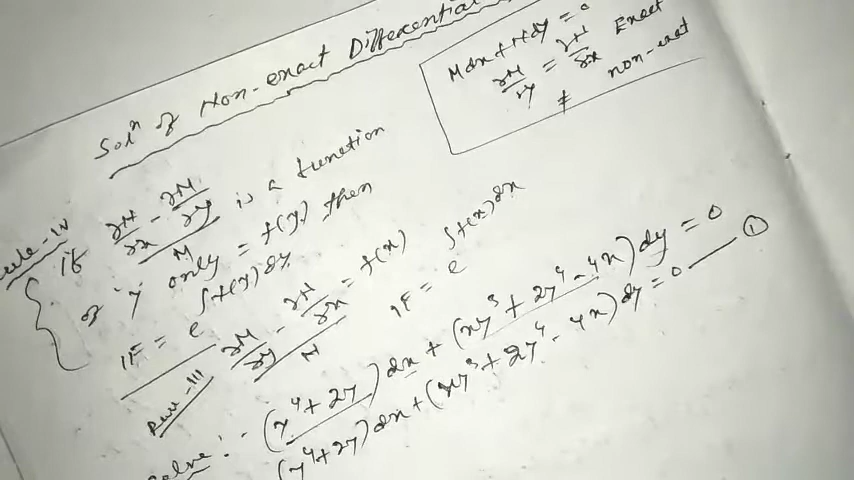 Solⁿ of Non-exact Differential
Mdx + Ndy = 0
∂M/∂y = ∂N/∂x Exact
≠ non-exact
Rule-IV
if (∂N/∂x - ∂M/∂y)/M is a function
of y only = f(y) then
IF = e^∫f(y)dy
Rule-III (∂M/∂y - ∂N/∂x)/N = f(x) IF = e^∫f(x)dx
Solve :- (y⁴ + 2y) dx + (xy³ + 2y⁴ - 4x) dy = 0
(y⁴ + 2y) dx + (xy³ + 2y⁴ - 4x) dy = 0 — ①